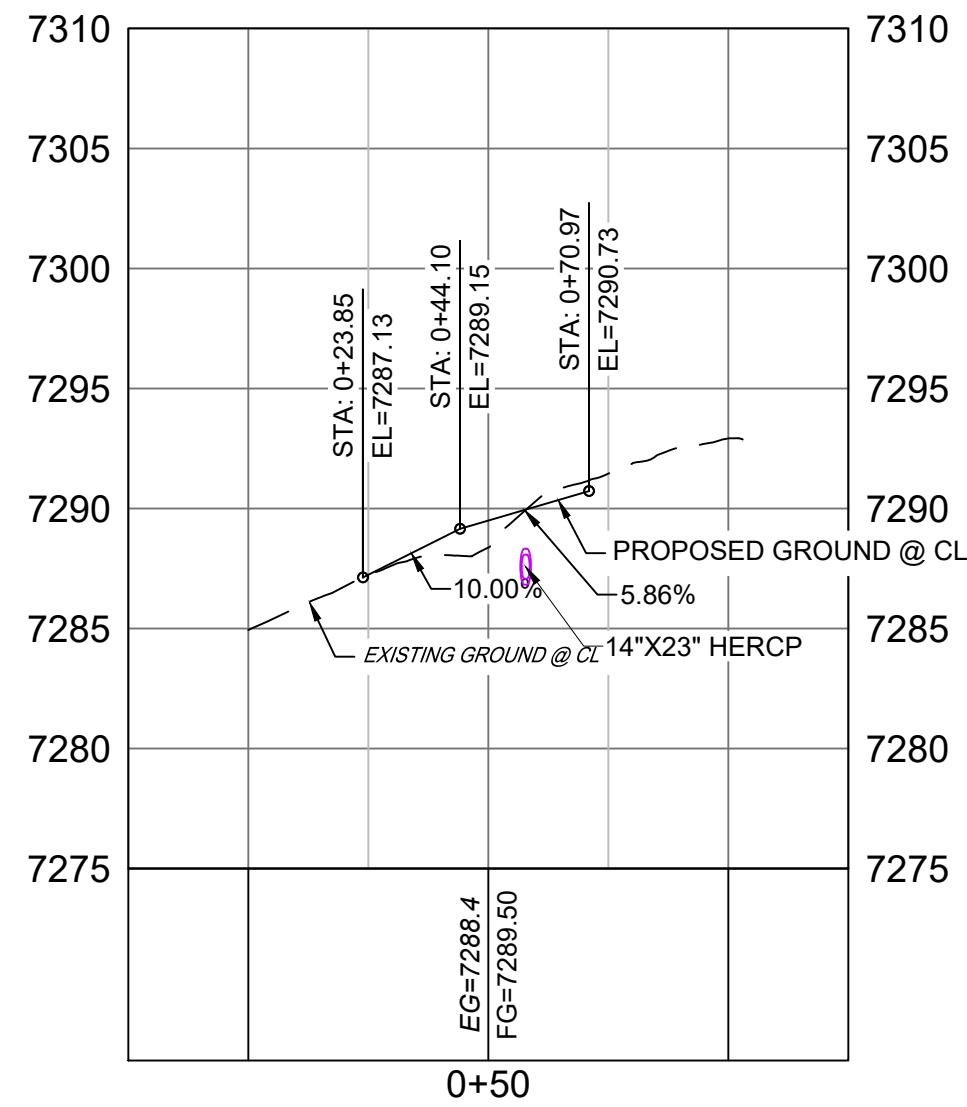 7310 7310
7305 7305
7300 7300
7295 7295
7290 7290
7285 7285
7280 7280
7275 7275
STA: 0+23.85
EL=7287.13
STA: 0+44.10
EL=7289.15
STA: 0+70.97
EL=7290.73
PROPOSED GROUND @ CL
10.00%
5.86%
EXISTING GROUND @ CL
14"X23" HERCP
EG=7288.4
FG=7289.50
0+50